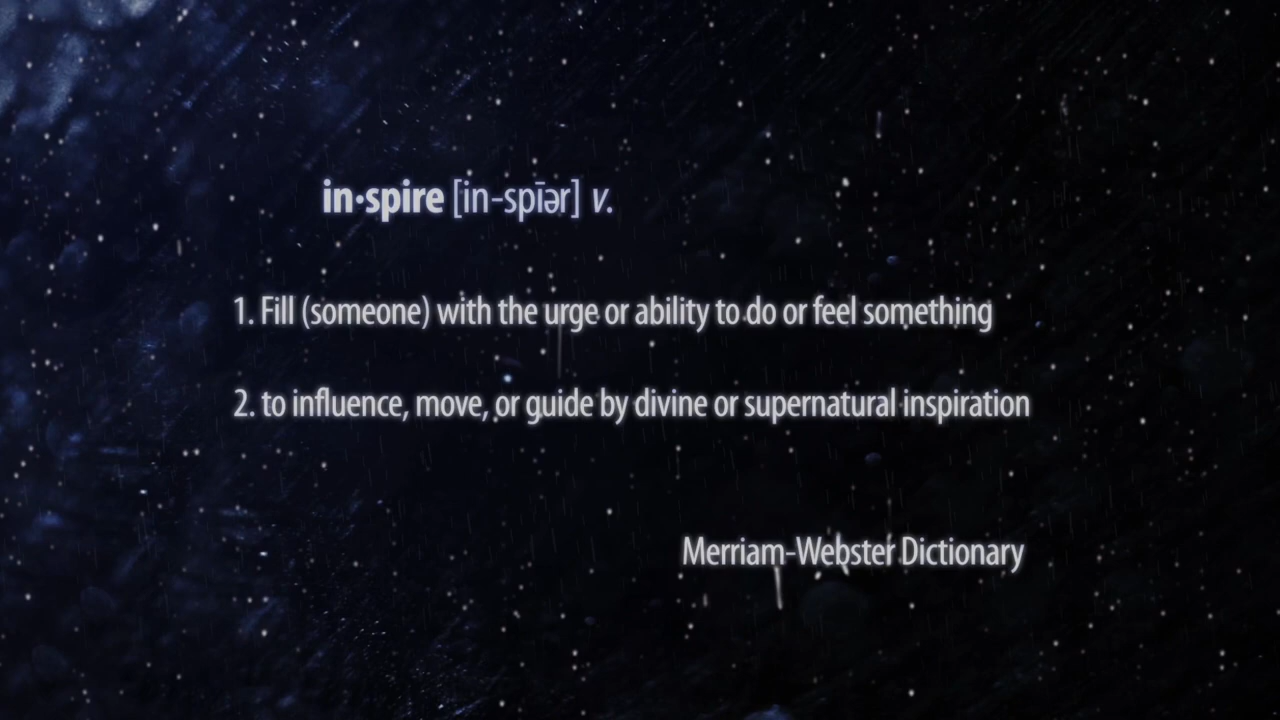 in·spire [in-spīər] v.
1. Fill (someone) with the urge or ability to do or feel something
2. to influence, move, or guide by divine or supernatural inspiration
Merriam-Webster Dictionary